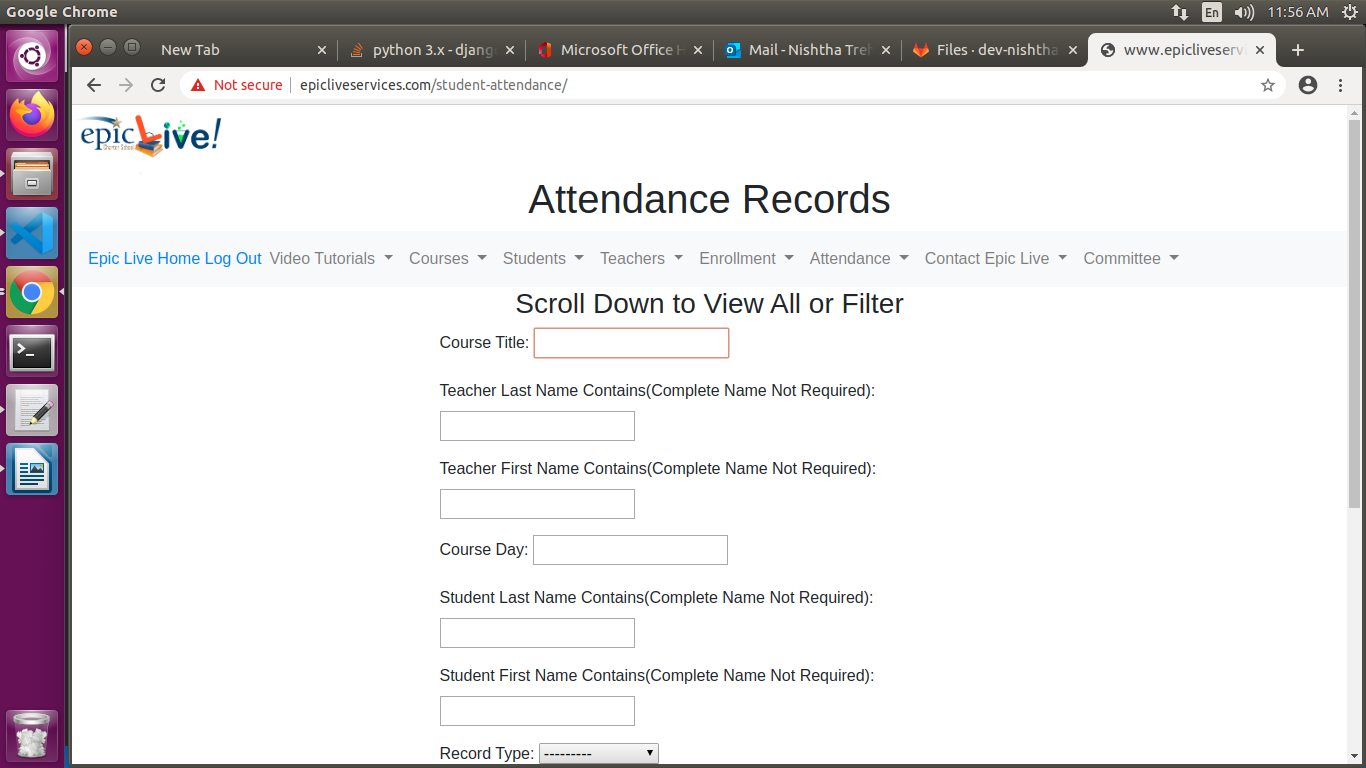 Google Chrome
En
11:56 AM
New Tab
python 3.x - djang
Microsoft Office H
Mail - Nishtha Treh
Files · dev-nishtha
www.epicliveservi
Not secure
epicliveservices.com/student-attendance/
epic Live!
Charter School
Attendance Records
Epic Live Home Log Out Video Tutorials Courses Students Teachers Enrollment Attendance Contact Epic Live Committee
Scroll Down to View All or Filter
Course Title:
Teacher Last Name Contains(Complete Name Not Required):
Teacher First Name Contains(Complete Name Not Required):
Course Day:
Student Last Name Contains(Complete Name Not Required):
Student First Name Contains(Complete Name Not Required):
Record Type: ---------